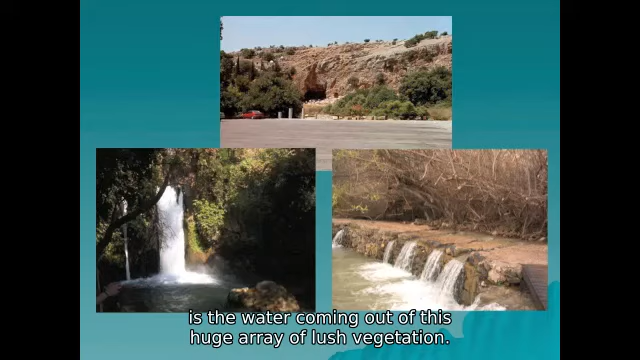 is the water coming out of this
huge array of lush vegetation.